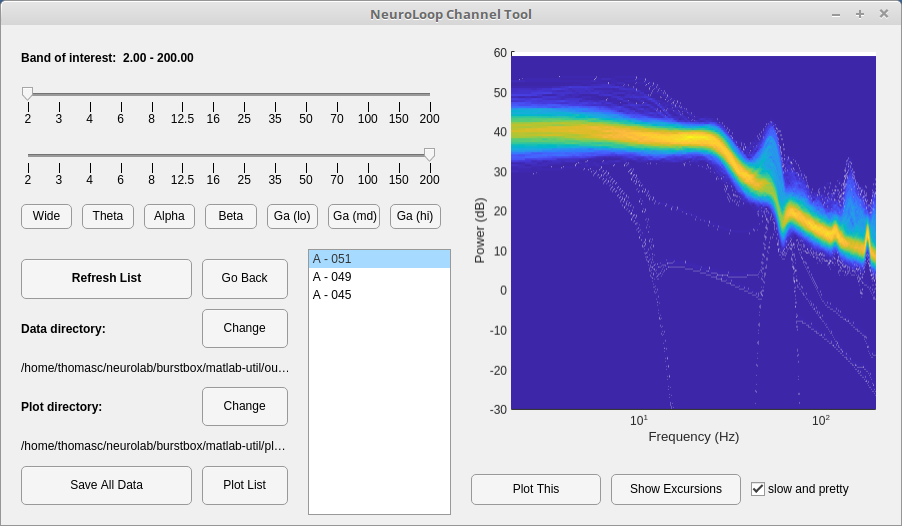 NeuroLoop Channel Tool
Band of interest: 2.00 - 200.00
2 3 4 6 8 12.5 16 25 35 50 70 100 150 200
2 3 4 6 8 12.5 16 25 35 50 70 100 150 200
Wide Theta Alpha Beta Ga (lo) Ga (md) Ga (hi)
Refresh List Go Back
Data directory: Change
/home/thomasc/neurolab/burstbox/matlab-util/ou...
Plot directory: Change
/home/thomasc/neurolab/burstbox/matlab-util/pl...
Save All Data Plot List
A - 051
A - 049
A - 045
60
50
40
30
20
10
0
-10
-20
-30
Power (dB)
10¹ 10²
Frequency (Hz)
Plot This Show Excursions slow and pretty